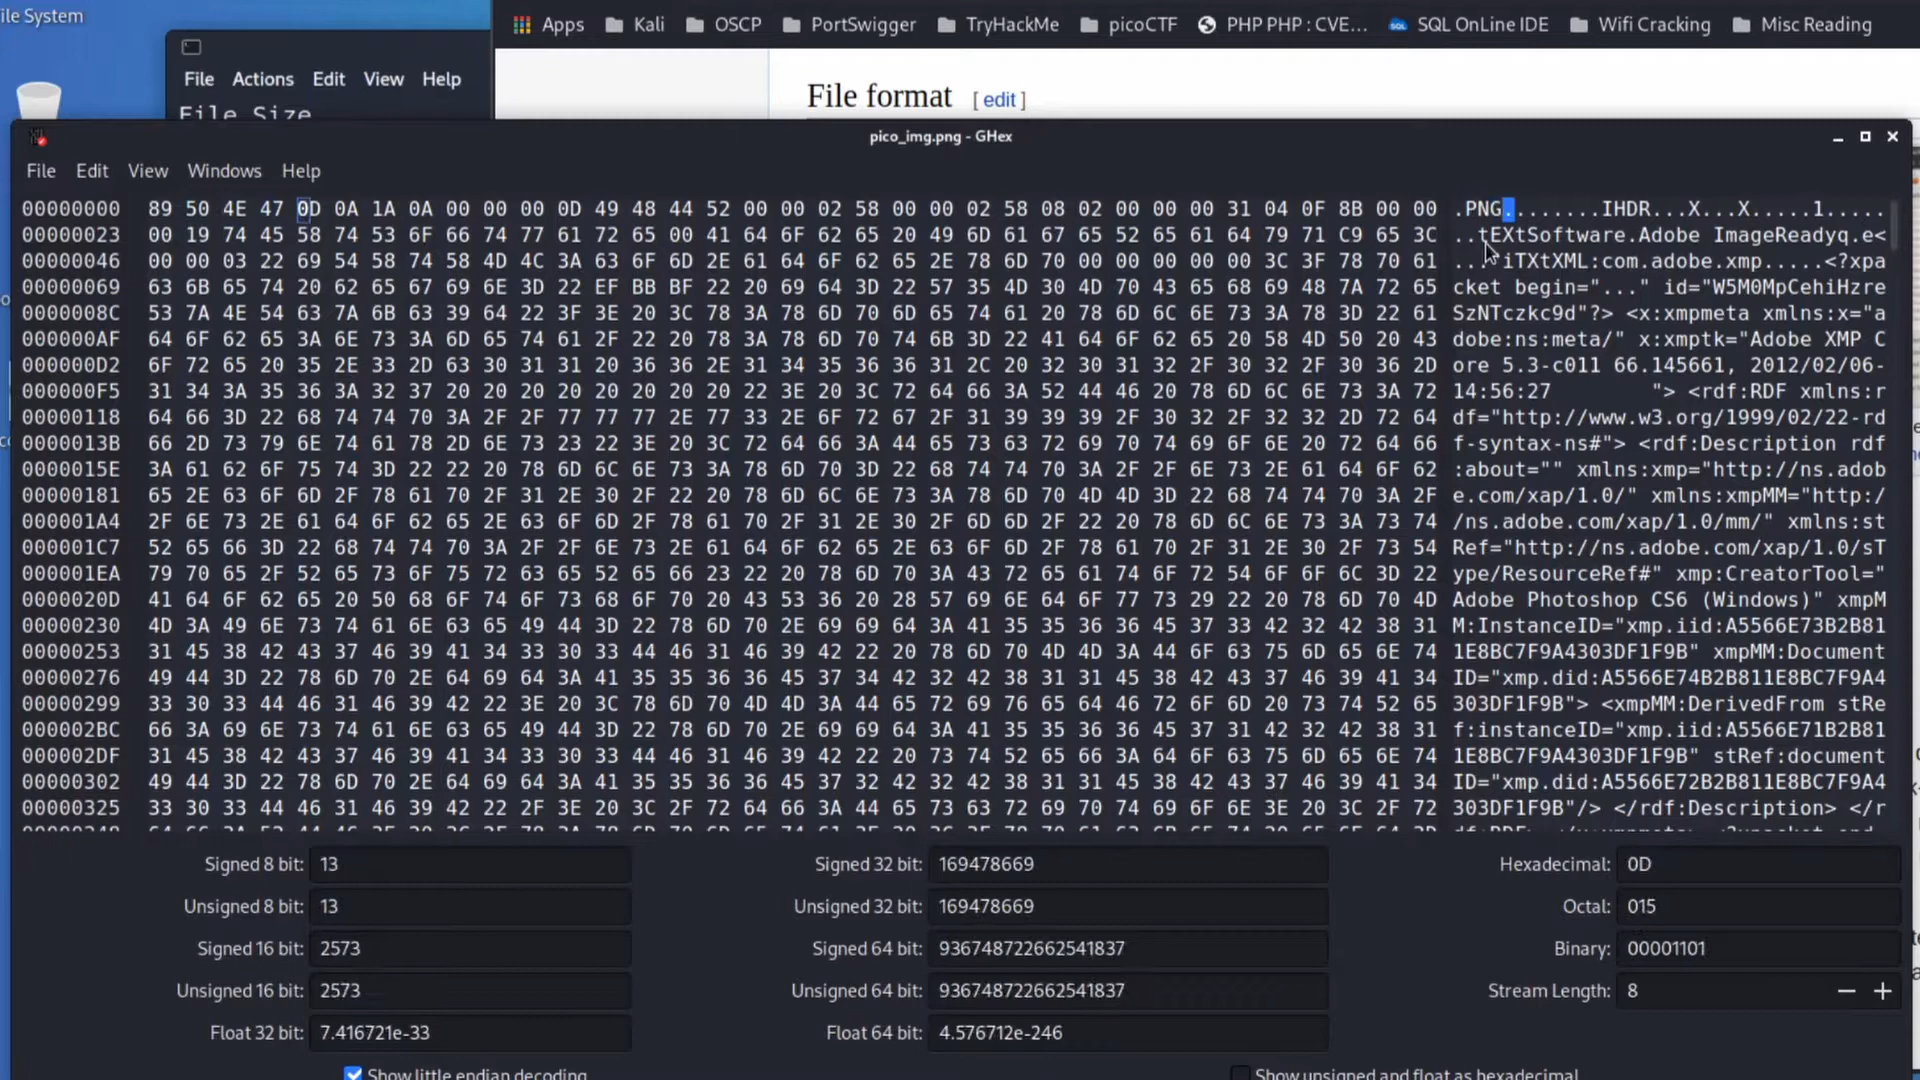 ile System
Apps Kali OSCP PortSwigger TryHackMe picoCTF PHP PHP : CVE... SQL OnLine IDE Wifi Cracking Misc Reading
File Actions Edit View Help
File Size
File format [ edit ]
pico_img.png - GHex
File Edit View Windows Help
00000000 89 50 4E 47 0D 0A 1A 0A 00 00 00 0D 49 48 44 52 00 00 02 58 00 00 02 58 08 02 00 00 00 31 04 0F 8B 00 00 .PNG........IHDR...X...X.....1.....
00000023 00 19 74 45 58 74 53 6F 66 74 77 61 72 65 00 41 64 6F 62 65 20 49 6D 61 67 65 52 65 61 64 79 71 C9 65 3C ..tEXtSoftware.Adobe ImageReadyq.e<
00000046 00 00 03 22 69 54 58 74 58 4D 4C 3A 63 6F 6D 2E 61 64 6F 62 65 2E 78 6D 70 00 00 00 00 00 3C 3F 78 70 61 ..."iTXtXML:com.adobe.xmp.....<?xpa
00000069 63 6B 65 74 20 62 65 67 69 6E 3D 22 EF BB BF 22 20 69 64 3D 22 57 35 4D 30 4D 70 43 65 68 69 48 7A 72 65 cket begin="..." id="W5M0MpCehiHzre
0000008C 53 7A 4E 54 63 7A 6B 63 39 64 22 3F 3E 20 3C 78 3A 78 6D 70 6D 65 74 61 20 78 6D 6C 6E 73 3A 78 3D 22 61 SzNTczkc9d"?> <x:xmpmeta xmlns:x="a
000000AF 64 6F 62 65 3A 6E 73 3A 6D 65 74 61 2F 22 20 78 3A 78 6D 70 74 6B 3D 22 41 64 6F 62 65 20 58 4D 50 20 43 dobe:ns:meta/" x:xmptk="Adobe XMP C
000000D2 6F 72 65 20 35 2E 33 2D 63 30 31 31 20 36 36 2E 31 34 35 36 36 31 2C 20 32 30 31 32 2F 30 32 2F 30 36 2D ore 5.3-c011 66.145661, 2012/02/06-
000000F5 31 34 3A 35 36 3A 32 37 20 20 20 20 20 20 20 20 22 3E 20 3C 72 64 66 3A 52 44 46 20 78 6D 6C 6E 73 3A 72 14:56:27        "> <rdf:RDF xmlns:r
00000118 64 66 3D 22 68 74 74 70 3A 2F 2F 77 77 77 2E 77 33 2E 6F 72 67 2F 31 39 39 39 2F 30 32 2F 32 32 2D 72 64 df="http://www.w3.org/1999/02/22-rd
0000013B 66 2D 73 79 6E 74 61 78 2D 6E 73 23 22 3E 20 3C 72 64 66 3A 44 65 73 63 72 69 70 74 69 6F 6E 20 72 64 66 f-syntax-ns#"> <rdf:Description rdf
0000015E 3A 61 62 6F 75 74 3D 22 22 20 78 6D 6C 6E 73 3A 78 6D 70 3D 22 68 74 74 70 3A 2F 2F 6E 73 2E 61 64 6F 62 :about="" xmlns:xmp="http://ns.adob
00000181 65 2E 63 6F 6D 2F 78 61 70 2F 31 2E 30 2F 22 20 78 6D 6C 6E 73 3A 78 6D 70 4D 4D 3D 22 68 74 74 70 3A 2F e.com/xap/1.0/" xmlns:xmpMM="http:/
000001A4 2F 6E 73 2E 61 64 6F 62 65 2E 63 6F 6D 2F 78 61 70 2F 31 2E 30 2F 6D 6D 2F 22 20 78 6D 6C 6E 73 3A 73 74 /ns.adobe.com/xap/1.0/mm/" xmlns:st
000001C7 52 65 66 3D 22 68 74 74 70 3A 2F 2F 6E 73 2E 61 64 6F 62 65 2E 63 6F 6D 2F 78 61 70 2F 31 2E 30 2F 73 54 Ref="http://ns.adobe.com/xap/1.0/sT
000001EA 79 70 65 2F 52 65 73 6F 75 72 63 65 52 65 66 23 22 20 78 6D 70 3A 43 72 65 61 74 6F 72 54 6F 6F 6C 3D 22 ype/ResourceRef#" xmp:CreatorTool="
0000020D 41 64 6F 62 65 20 50 68 6F 74 6F 73 68 6F 70 20 43 53 36 20 28 57 69 6E 64 6F 77 73 29 22 20 78 6D 70 4D Adobe Photoshop CS6 (Windows)" xmpM
00000230 4D 3A 49 6E 73 74 61 6E 63 65 49 44 3D 22 78 6D 70 2E 69 69 64 3A 41 35 35 36 36 45 37 33 42 32 42 38 31 M:InstanceID="xmp.iid:A5566E73B2B81
00000253 31 45 38 42 43 37 46 39 41 34 33 30 33 44 46 31 46 39 42 22 20 78 6D 70 4D 4D 3A 44 6F 63 75 6D 65 6E 74 1E8BC7F9A4303DF1F9B" xmpMM:Document
00000276 49 44 3D 22 78 6D 70 2E 64 69 64 3A 41 35 35 36 36 45 37 34 42 32 42 38 31 31 45 38 42 43 37 46 39 41 34 ID="xmp.did:A5566E74B2B811E8BC7F9A4
00000299 33 30 33 44 46 31 46 39 42 22 3E 20 3C 78 6D 70 4D 4D 3A 44 65 72 69 76 65 64 46 72 6F 6D 20 73 74 52 65 303DF1F9B"> <xmpMM:DerivedFrom stRe
000002BC 66 3A 69 6E 73 74 61 6E 63 65 49 44 3D 22 78 6D 70 2E 69 69 64 3A 41 35 35 36 36 45 37 31 42 32 42 38 31 f:instanceID="xmp.iid:A5566E71B2B81
000002DF 31 45 38 42 43 37 46 39 41 34 33 30 33 44 46 31 46 39 42 22 20 73 74 52 65 66 3A 64 6F 63 75 6D 65 6E 74 1E8BC7F9A4303DF1F9B" stRef:document
00000302 49 44 3D 22 78 6D 70 2E 64 69 64 3A 41 35 35 36 36 45 37 32 42 32 42 38 31 31 45 38 42 43 37 46 39 41 34 ID="xmp.did:A5566E72B2B811E8BC7F9A4
00000325 33 30 33 44 46 31 46 39 42 22 2F 3E 20 3C 2F 72 64 66 3A 44 65 73 63 72 69 70 74 69 6F 6E 3E 20 3C 2F 72 303DF1F9B"/> </rdf:Description> </r
Signed 8 bit: 13 Signed 32 bit: 169478669 Hexadecimal: 0D
Unsigned 8 bit: 13 Unsigned 32 bit: 169478669 Octal: 015
Signed 16 bit: 2573 Signed 64 bit: 936748722662541837 Binary: 00001101
Unsigned 16 bit: 2573 Unsigned 64 bit: 936748722662541837 Stream Length: 8
Float 32 bit: 7.416721e-33 Float 64 bit: 4.576712e-246
Show little endian decoding Show unsigned and float as hexadecimal